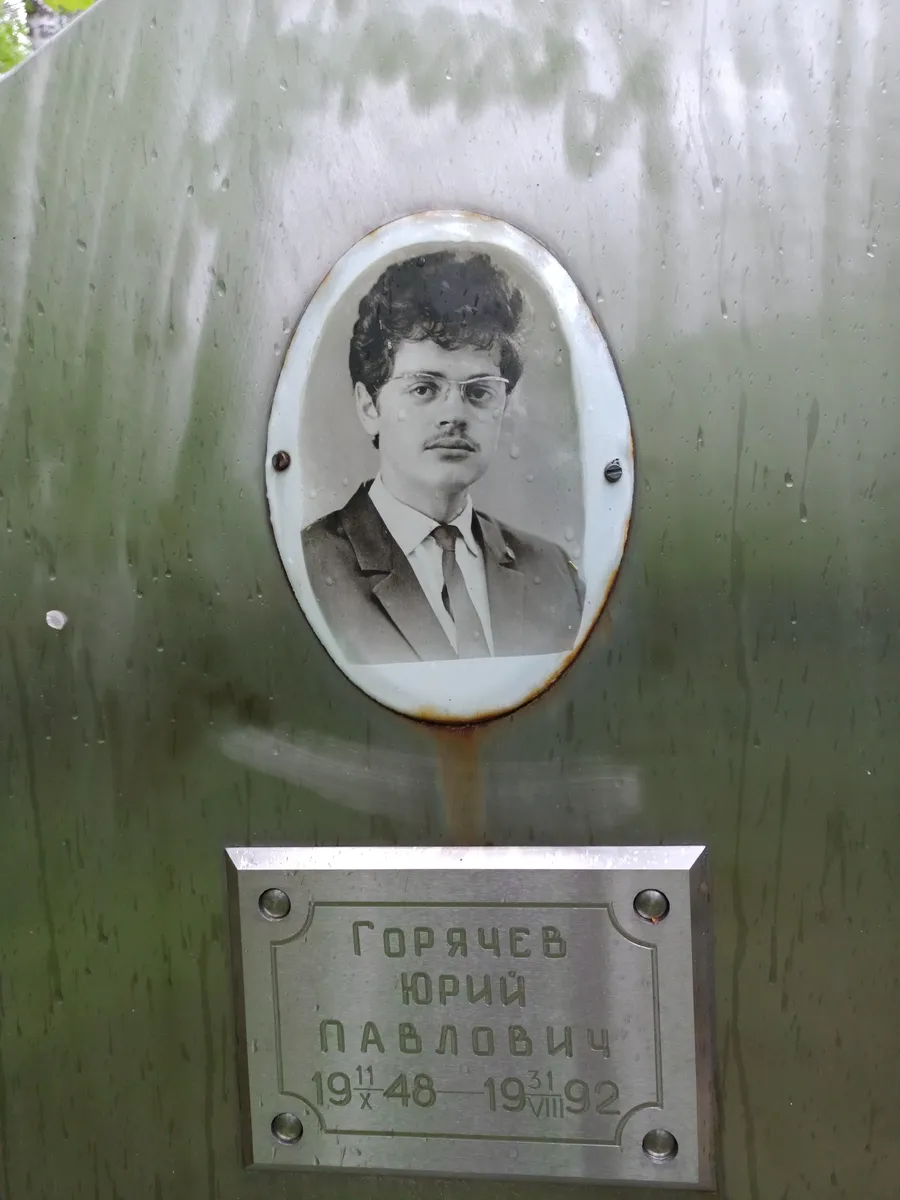 ГОРЯЧЕВ
ЮРИЙ
ПАВЛОВИЧ
19 11/X 48 — 19 31/VIII 92